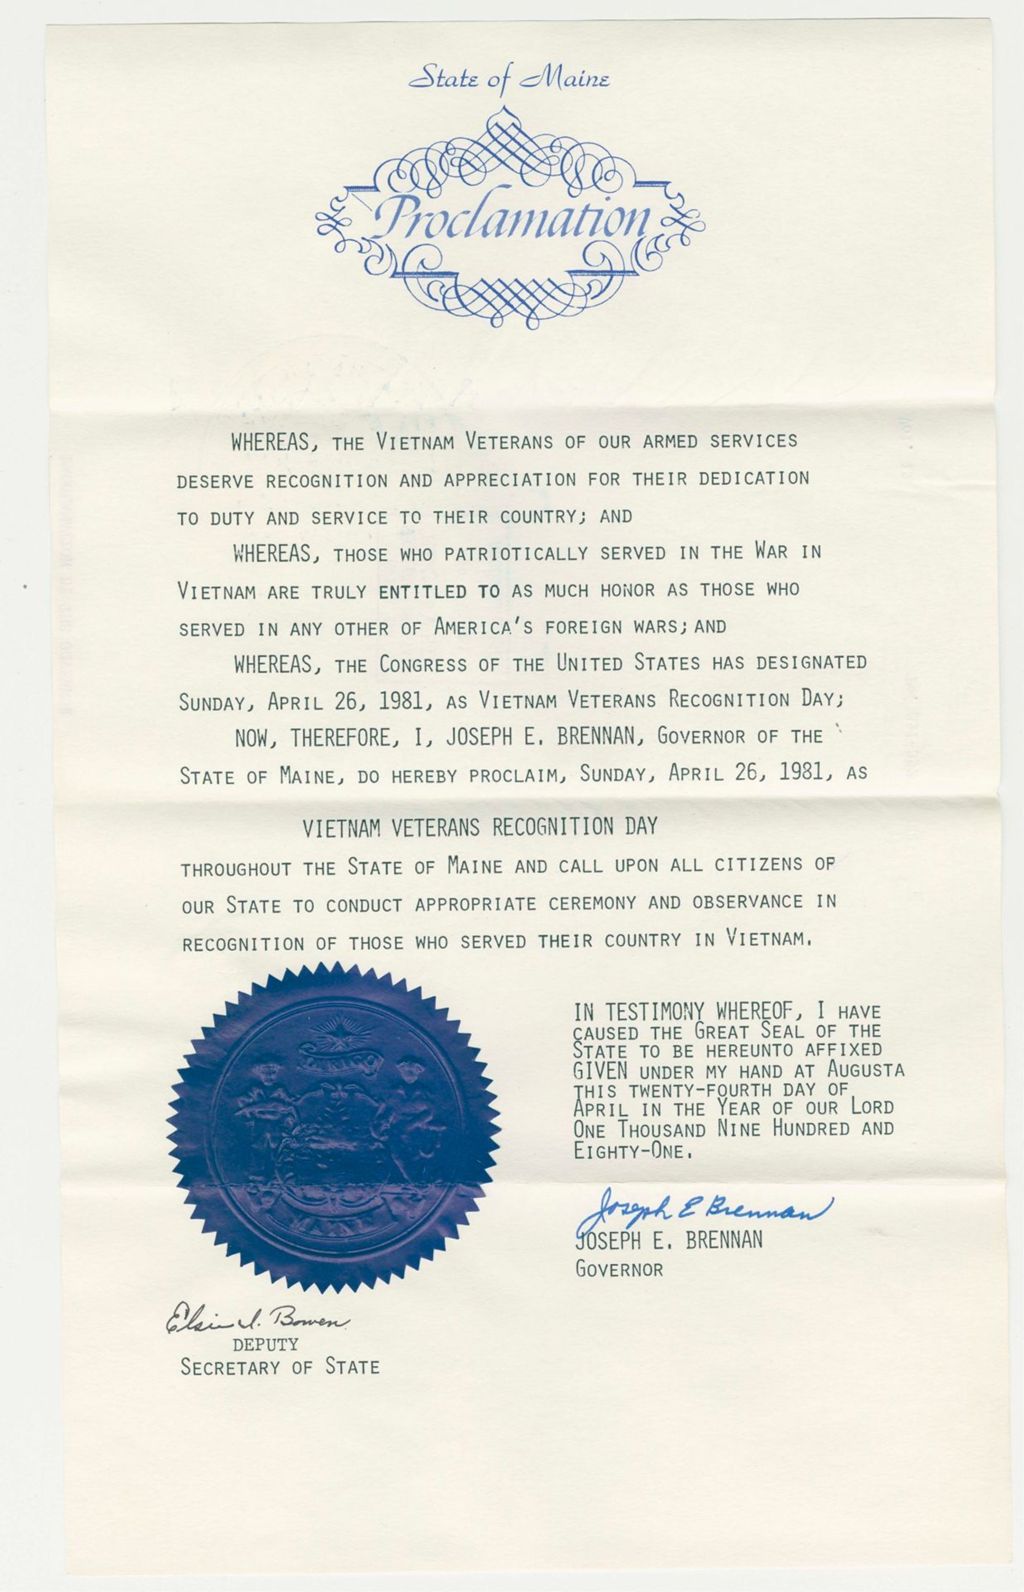 State of Maine
Proclamation
WHEREAS, THE VIETNAM VETERANS OF OUR ARMED SERVICES
DESERVE RECOGNITION AND APPRECIATION FOR THEIR DEDICATION
TO DUTY AND SERVICE TO THEIR COUNTRY; AND
WHEREAS, THOSE WHO PATRIOTICALLY SERVED IN THE WAR IN
VIETNAM ARE TRULY ENTITLED TO AS MUCH HONOR AS THOSE WHO
SERVED IN ANY OTHER OF AMERICA'S FOREIGN WARS; AND
WHEREAS, THE CONGRESS OF THE UNITED STATES HAS DESIGNATED
SUNDAY, APRIL 26, 1981, AS VIETNAM VETERANS RECOGNITION DAY;
NOW, THEREFORE, I, JOSEPH E. BRENNAN, GOVERNOR OF THE
STATE OF MAINE, DO HEREBY PROCLAIM, SUNDAY, APRIL 26, 1981, AS
VIETNAM VETERANS RECOGNITION DAY
THROUGHOUT THE STATE OF MAINE AND CALL UPON ALL CITIZENS OF
OUR STATE TO CONDUCT APPROPRIATE CEREMONY AND OBSERVANCE IN
RECOGNITION OF THOSE WHO SERVED THEIR COUNTRY IN VIETNAM.
IN TESTIMONY WHEREOF, I HAVE
CAUSED THE GREAT SEAL OF THE
STATE TO BE HEREUNTO AFFIXED
GIVEN UNDER MY HAND AT AUGUSTA
THIS TWENTY-FOURTH DAY OF
APRIL IN THE YEAR OF OUR LORD
ONE THOUSAND NINE HUNDRED AND
EIGHTY-ONE.
Joseph E Brennan
JOSEPH E. BRENNAN
GOVERNOR
DIRIGO
MAINE
Elsie I. Bowen
DEPUTY
SECRETARY OF STATE